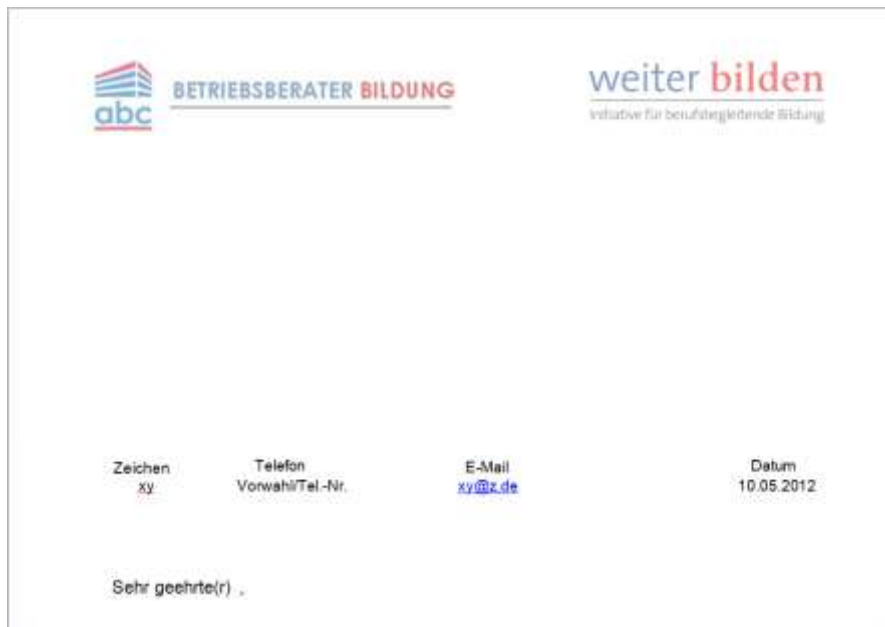 abc
BETRIEBSBERATER BILDUNG
weiter bilden
Initiative für berufsbegleitende Bildung
Zeichen Telefon E-Mail Datum
xy Vorwahl/Tel.-Nr. xy@z.de 10.05.2012
Sehr geehrte(r) ,